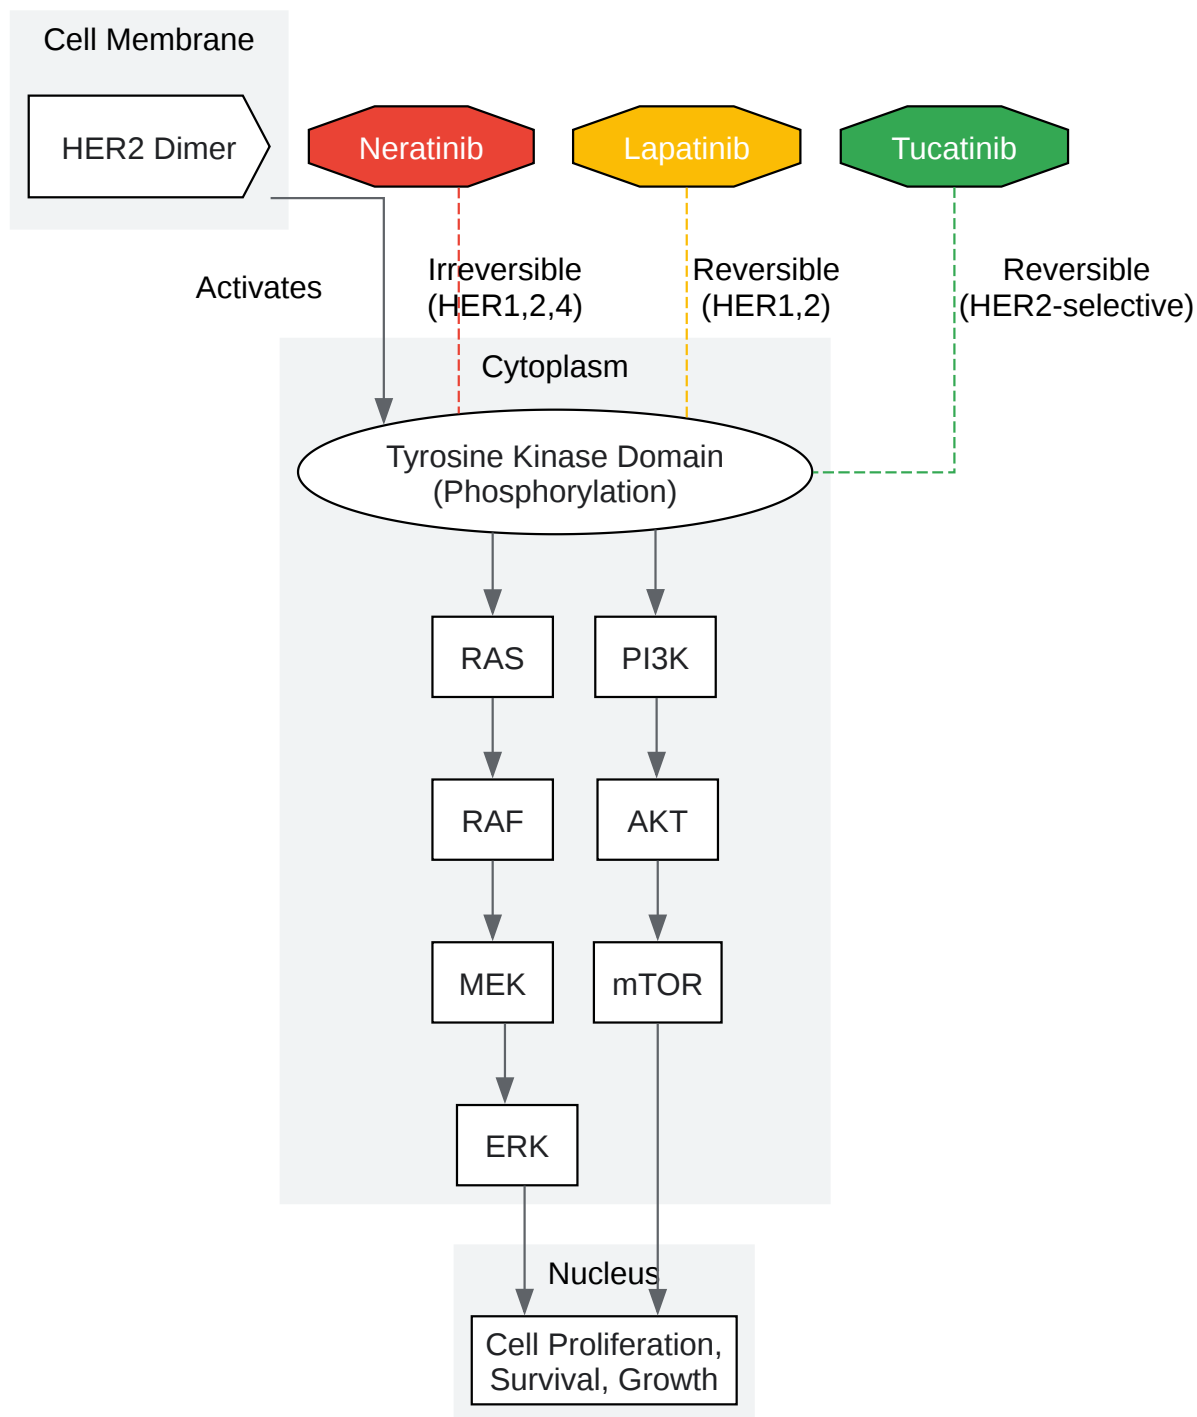 Cell Membrane
HER2 Dimer
Neratinib
Lapatinib
Tucatinib
Activates
Irreversible
(HER1,2,4)
Reversible
(HER1,2)
Reversible
(HER2-selective)
Cytoplasm
Tyrosine Kinase Domain
(Phosphorylation)
RAS
PI3K
RAF
AKT
MEK
mTOR
ERK
Nucleus
Cell Proliferation,
Survival, Growth